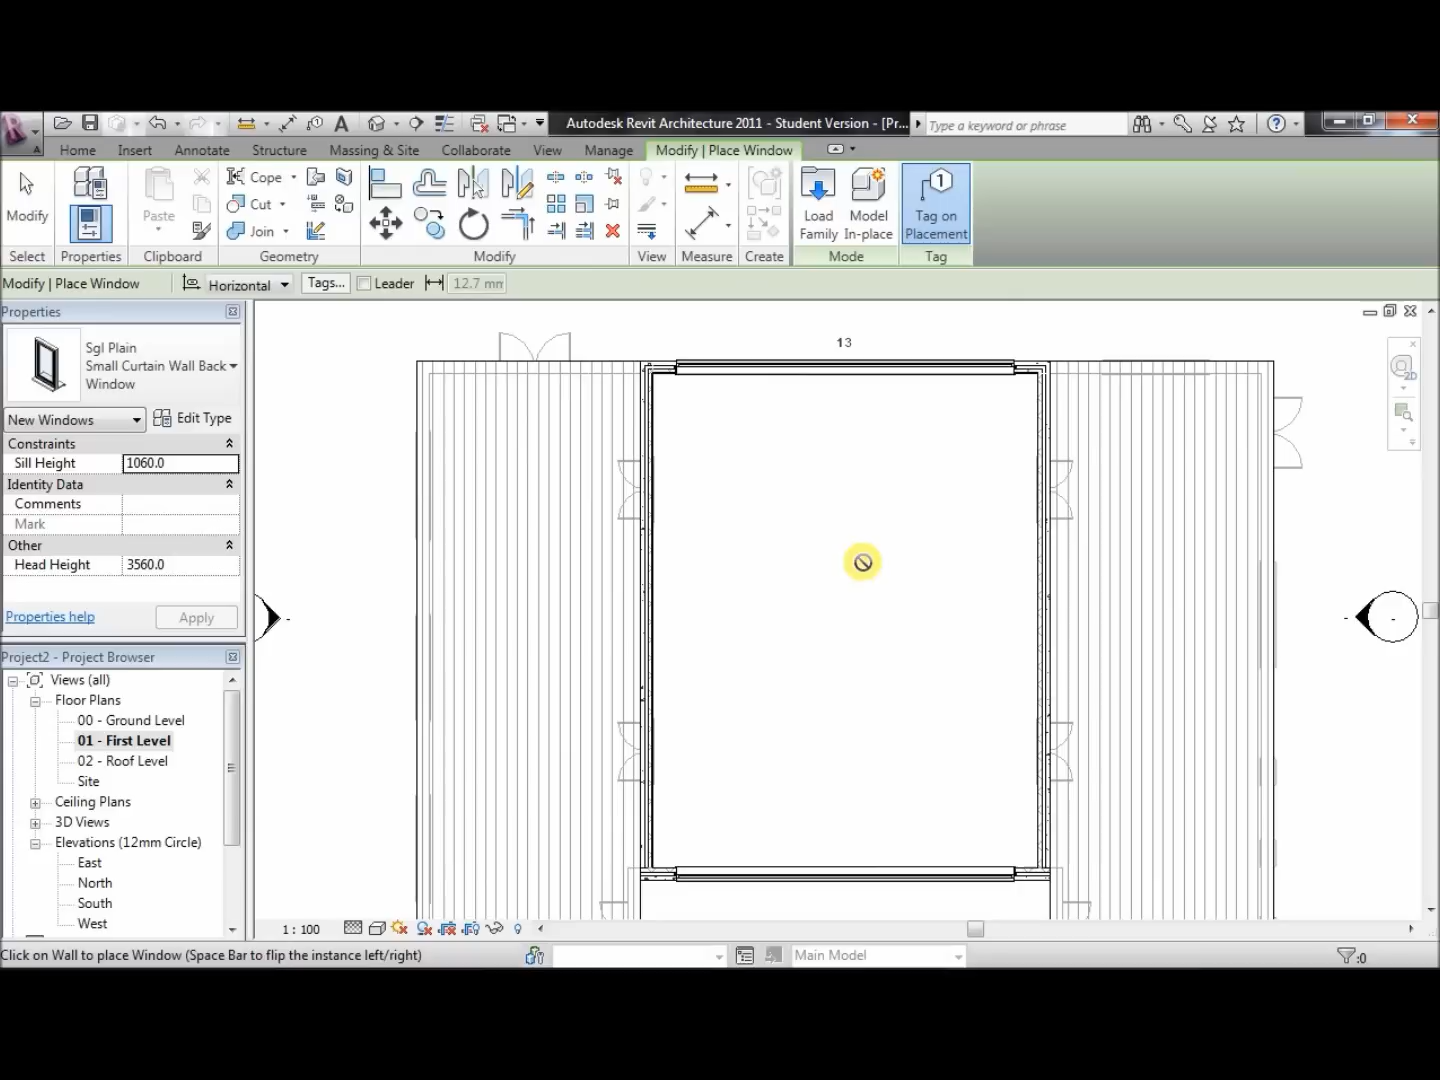 Autodesk Revit Architecture 2011 - Student Version - [Pr...
Type a keyword or phrase
Home Insert Annotate Structure Massing & Site Collaborate View Manage Modify | Place Window
Modify
Paste
Cope
Cut
Join
Load Family
Model In-place
1
Tag on Placement
Select Properties Clipboard Geometry Modify View Measure Create Mode Tag
Modify | Place Window Horizontal Tags... Leader 12.7 mm
Properties
Sgl Plain
Small Curtain Wall Back
Window
New Windows Edit Type
Constraints
Sill Height 1060.0
Identity Data
Comments
Mark
Other
Head Height 3560.0
Properties help Apply
Project2 - Project Browser
Views (all)
Floor Plans
00 - Ground Level
01 - First Level
02 - Roof Level
Site
Ceiling Plans
3D Views
Elevations (12mm Circle)
East
North
South
West
13
2D
1 : 100
Click on Wall to place Window (Space Bar to flip the instance left/right)
Main Model
:0